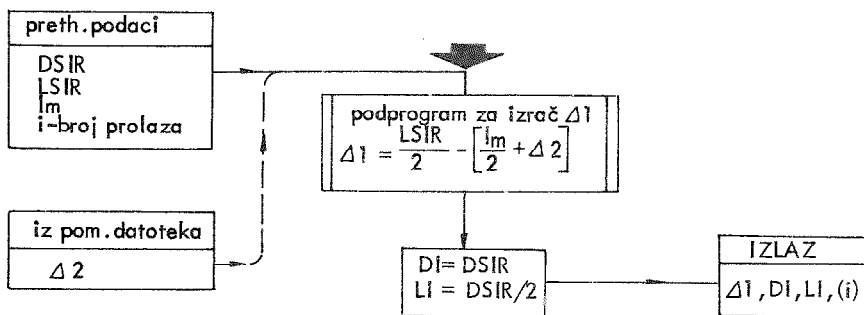 preth.podaci
DSIR
LSIR
lm
i-broj prolaza
iz pom.datoteka
Δ2
podprogram za izrač Δ1
Δ1 = LSIR/2 - [lm/2 + Δ2]
DI= DSIR
LI = DSIR/2
IZLAZ
Δ1,DI,LI,(i)